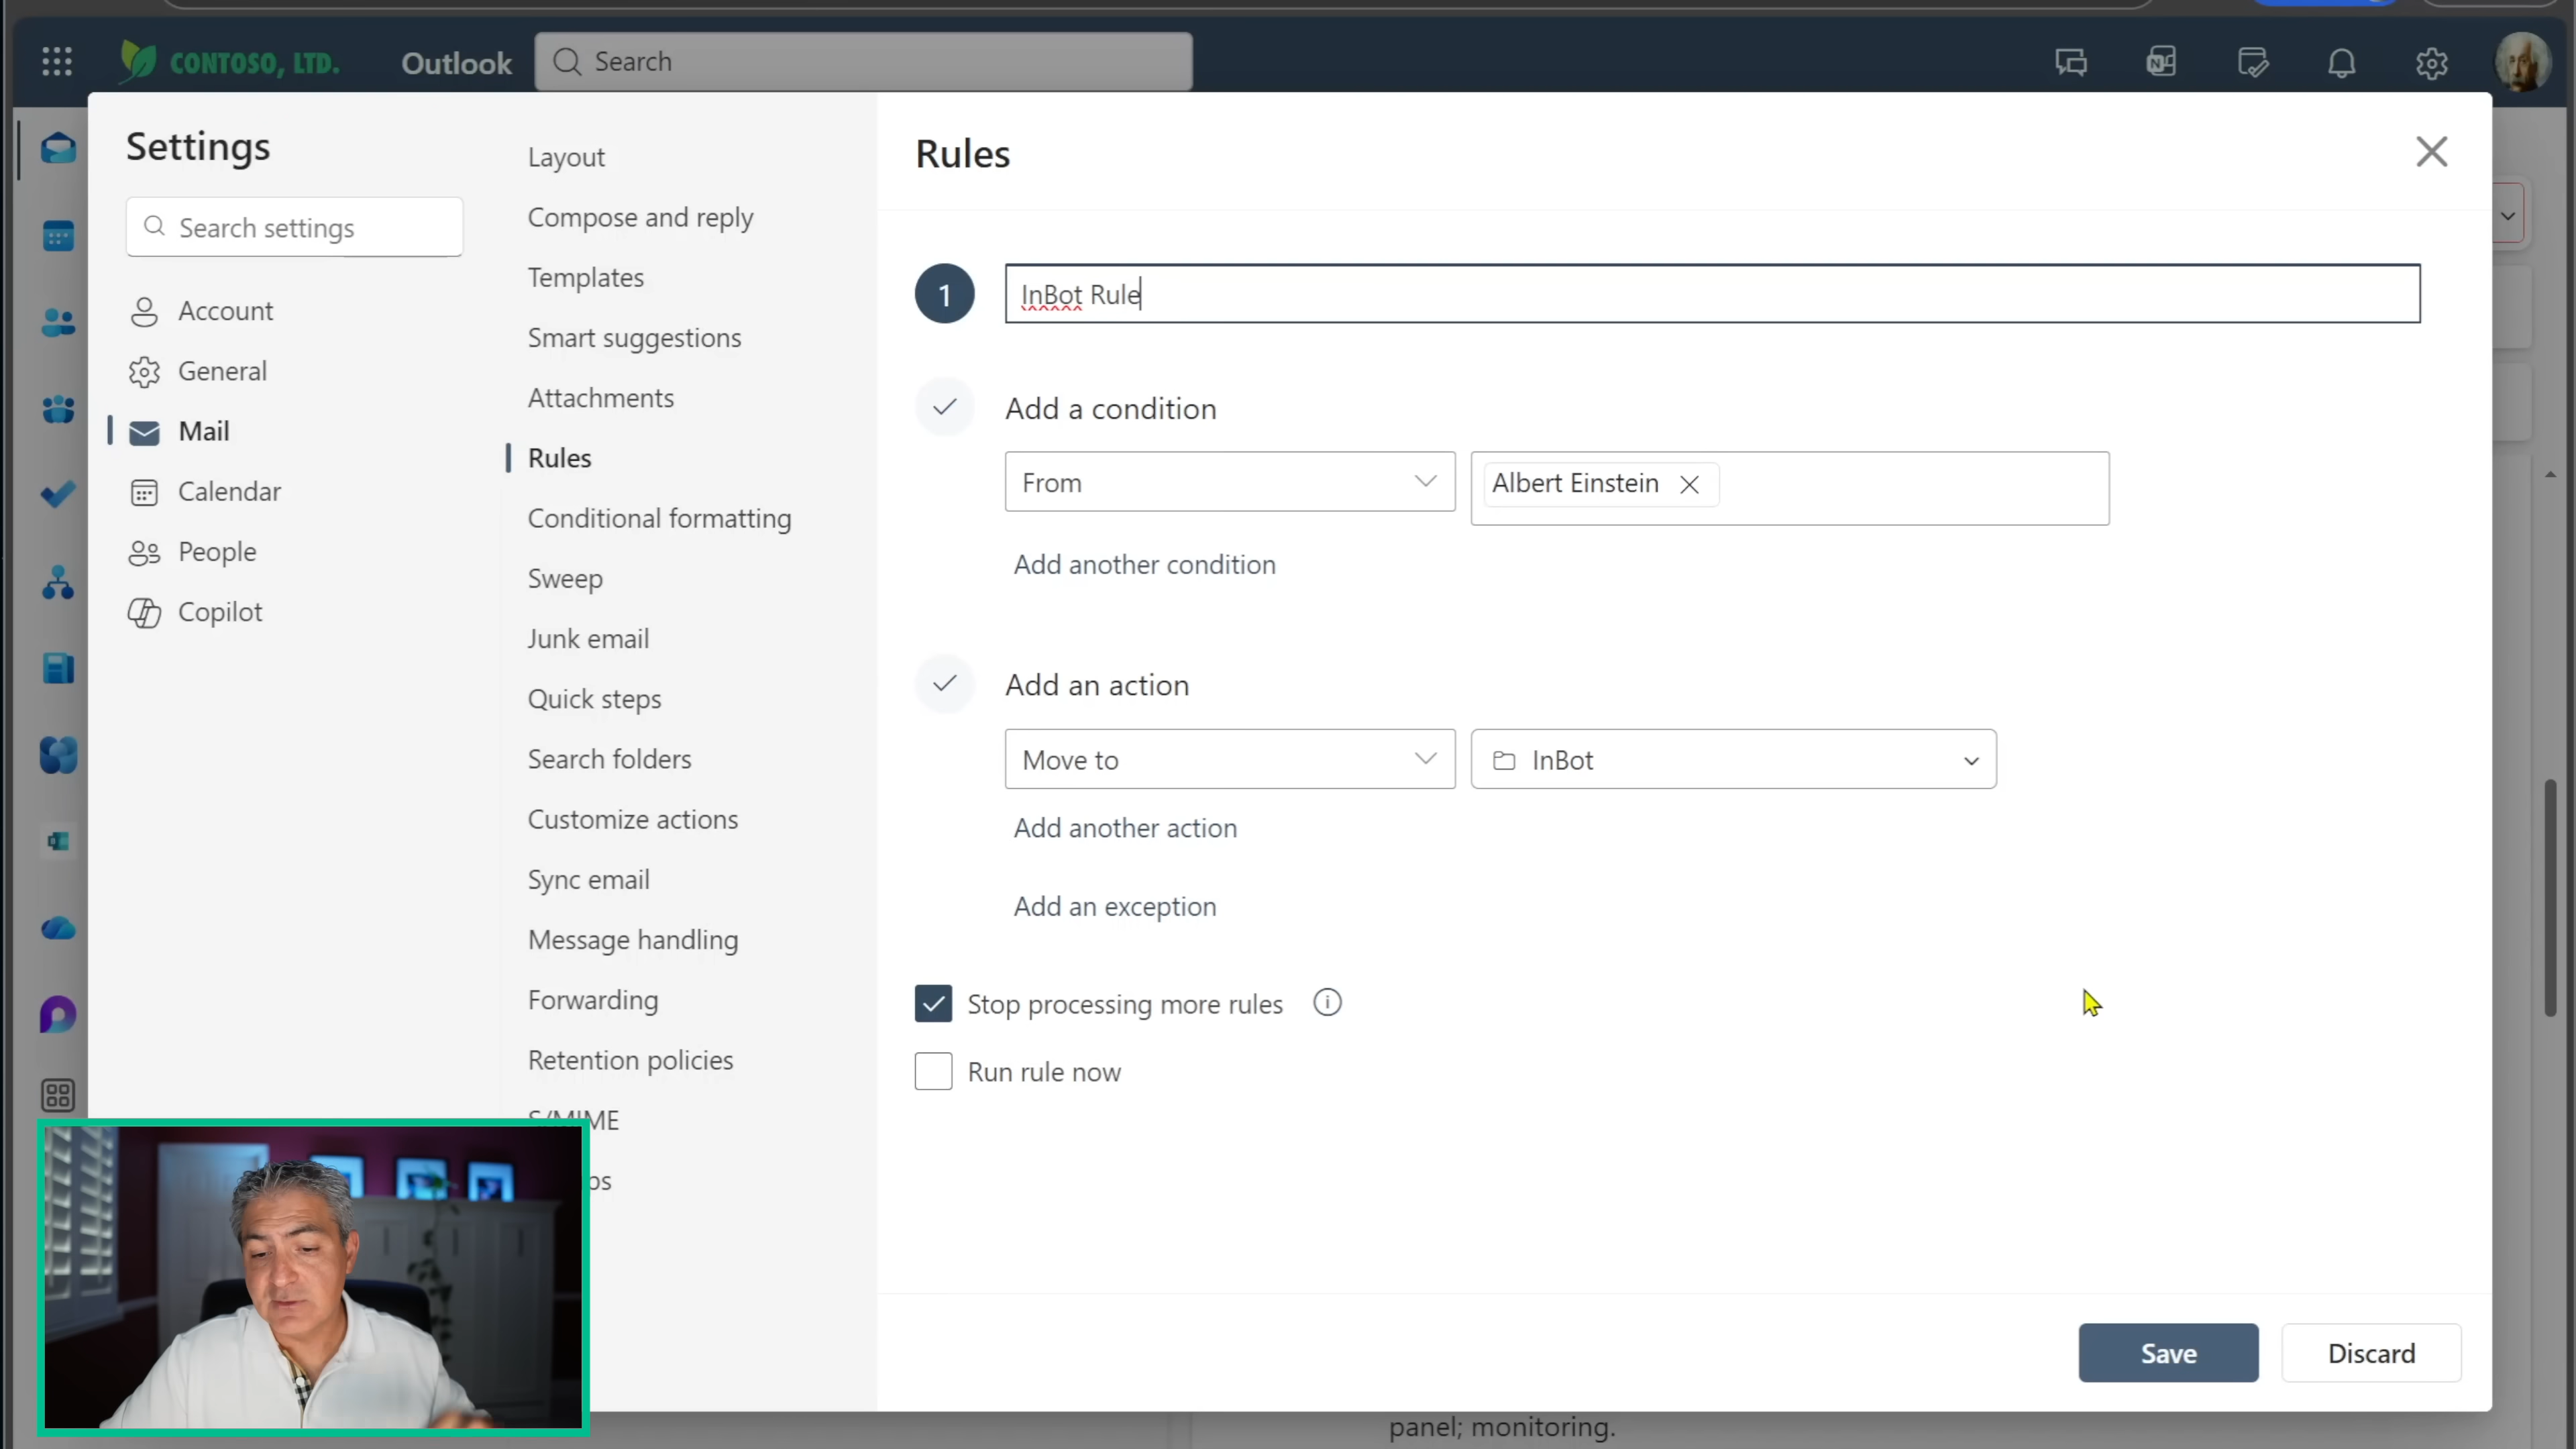 CONTOSO, LTD.
Outlook
Search
Settings
Search settings
Account
General
Mail
Calendar
People
Copilot
Layout
Compose and reply
Templates
Smart suggestions
Attachments
Rules
Conditional formatting
Sweep
Junk email
Quick steps
Search folders
Customize actions
Sync email
Message handling
Forwarding
Retention policies
S/MIME
Rules
1
InBot Rule
Add a condition
From
Albert Einstein
Add another condition
Add an action
Move to
InBot
Add another action
Add an exception
Stop processing more rules
Run rule now
Save
Discard
panel; monitoring.